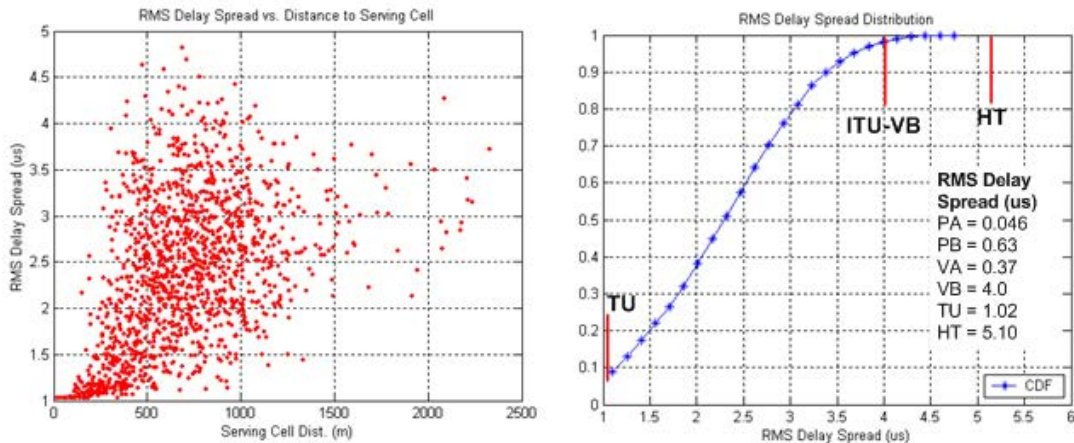 RMS Delay Spread vs. Distance to Serving Cell
5
4.5
4
3.5
3
2.5
2
1.5
1
RMS Delay Spread (us)
0
500
1000
1500
2000
2500
Serving Cell Dist. (m)
RMS Delay Spread Distribution
1
0.9
0.8
0.7
0.6
0.5
0.4
0.3
0.2
0.1
0
TU
ITU-VB
HT
RMS Delay
Spread (us)
PA = 0.046
PB = 0.63
VA = 0.37
VB = 4.0
TU = 1.02
HT = 5.10
CDF
1
1.5
2
2.5
3
3.5
4
4.5
5
5.5
6
RMS Delay Spread (us)